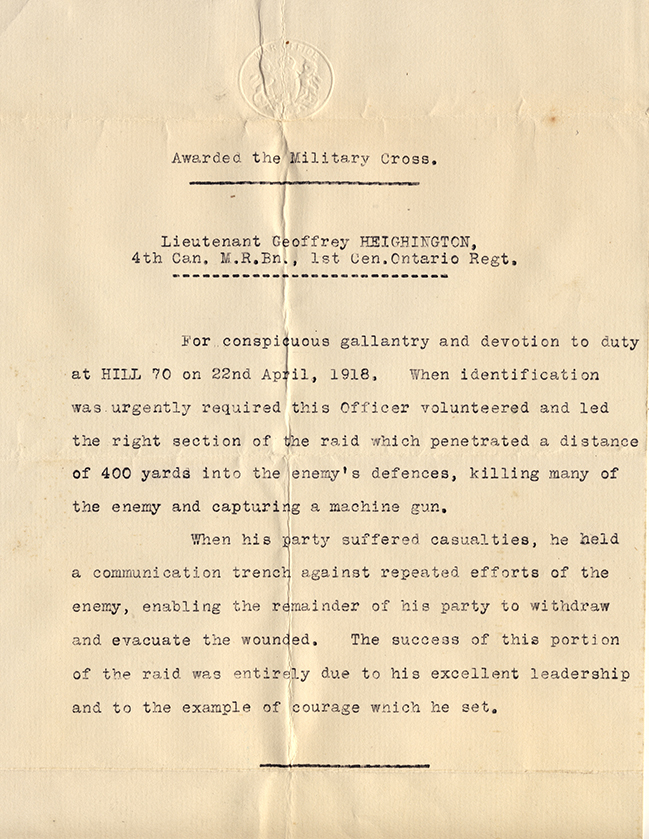 Awarded the Military Cross.
Lieutenant Geoffrey HEIGHINGTON,
4th Can. M.R.Bn., 1st Cen.Ontario Regt.
For conspicuous gallantry and devotion to duty
at HILL 70 on 22nd April, 1918. When identification
was urgently required this Officer volunteered and led
the right section of the raid which penetrated a distance
of 400 yards into the enemy's defences, killing many of
the enemy and capturing a machine gun.
When his party suffered casualties, he held
a communication trench against repeated efforts of the
enemy, enabling the remainder of his party to withdraw
and evacuate the wounded. The success of this portion
of the raid was entirely due to his excellent leadership
and to the example of courage which he set.